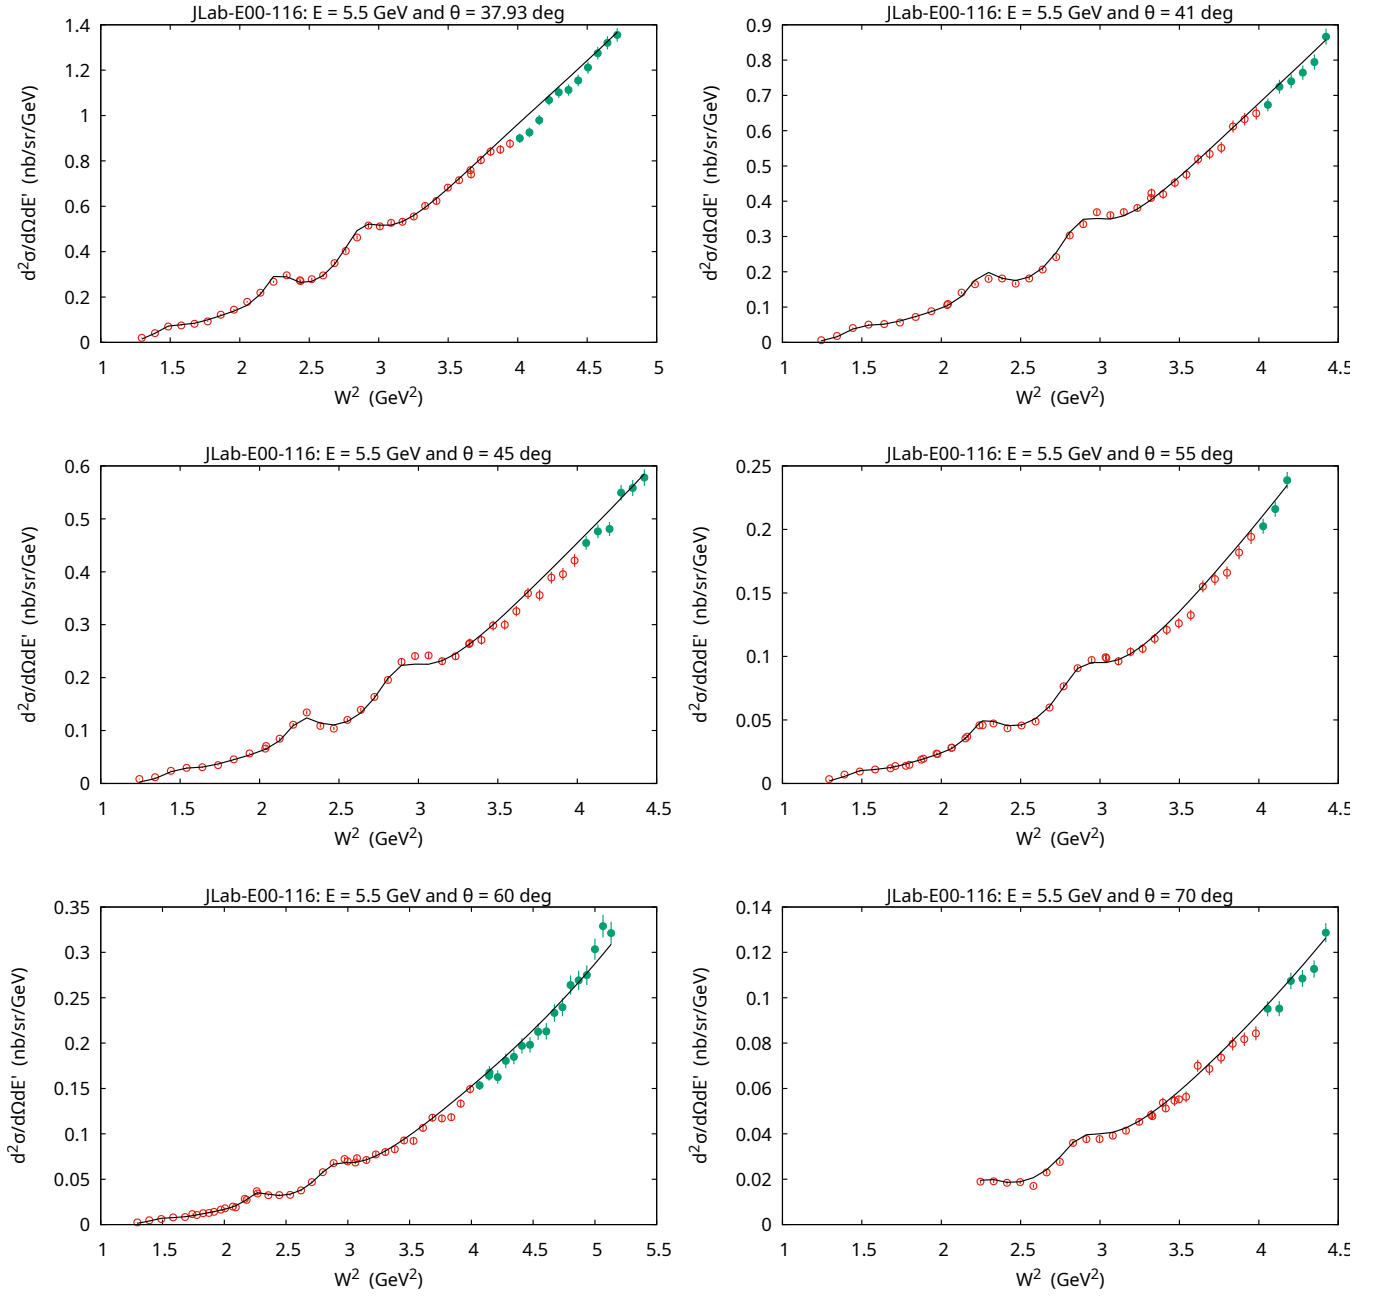 JLab-E00-116: E = 5.5 GeV and θ = 37.93 deg
d²σ/dΩdE' (nb/sr/GeV)
1.4
1.2
1
0.8
0.6
0.4
0.2
0
1 1.5 2 2.5 3 3.5 4 4.5 5
W² (GeV²)
JLab-E00-116: E = 5.5 GeV and θ = 41 deg
d²σ/dΩdE' (nb/sr/GeV)
0.9
0.8
0.7
0.6
0.5
0.4
0.3
0.2
0.1
0
1 1.5 2 2.5 3 3.5 4 4.5
W² (GeV²)
JLab-E00-116: E = 5.5 GeV and θ = 45 deg
d²σ/dΩdE' (nb/sr/GeV)
0.6
0.5
0.4
0.3
0.2
0.1
0
1 1.5 2 2.5 3 3.5 4 4.5
W² (GeV²)
JLab-E00-116: E = 5.5 GeV and θ = 55 deg
d²σ/dΩdE' (nb/sr/GeV)
0.25
0.2
0.15
0.1
0.05
0
1 1.5 2 2.5 3 3.5 4 4.5
W² (GeV²)
JLab-E00-116: E = 5.5 GeV and θ = 60 deg
d²σ/dΩdE' (nb/sr/GeV)
0.35
0.3
0.25
0.2
0.15
0.1
0.05
0
1 1.5 2 2.5 3 3.5 4 4.5 5 5.5
W² (GeV²)
JLab-E00-116: E = 5.5 GeV and θ = 70 deg
d²σ/dΩdE' (nb/sr/GeV)
0.14
0.12
0.1
0.08
0.06
0.04
0.02
0
1 1.5 2 2.5 3 3.5 4 4.5
W² (GeV²)